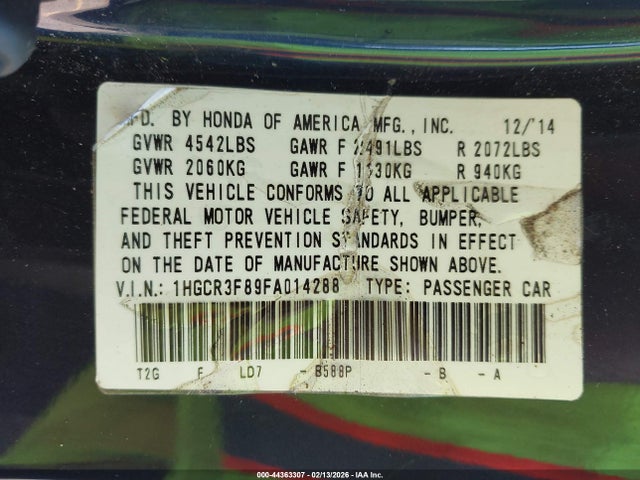 MFD. BY HONDA OF AMERICA MFG., INC. 12/'14
GVWR 4542LBS GAWR F 2491LBS R 2072LBS
GVWR 2060KG GAWR F 1130KG R 940KG
THIS VEHICLE CONFORMS TO ALL APPLICABLE
FEDERAL MOTOR VEHICLE SAFETY, BUMPER,
AND THEFT PREVENTION STANDARDS IN EFFECT
ON THE DATE OF MANUFACTURE SHOWN ABOVE.
V.I.N.: 1HGCR3F89FA014288 TYPE: PASSENGER CAR
T2G F LD7 - B588P - B - A
000-44363307 - 02/13/2026 - IAA Inc.